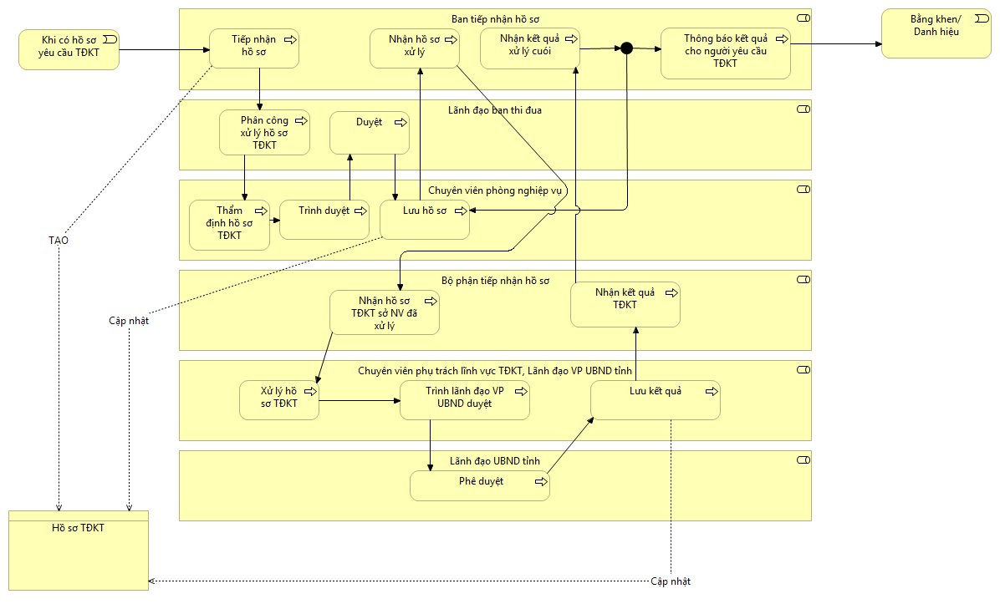 Ban tiếp nhận hồ sơ
Khi có hồ sơ
yêu cầu TĐKT
Tiếp nhận
hồ sơ
Nhận hồ sơ
xử lý
Nhận kết quả
xử lý cuói
Thông báo kết quả
cho người yêu cầu
TĐKT
Bằng khen/
Danh hiệu
Lãnh đạo ban thi đua
Phân công
xử lý hồ sơ
TĐKT
Duyệt
Chuyên viên phòng nghiệp vụ
Thẩm
định hồ sơ
TĐKT
Trình duyệt
Lưu hồ sơ
TẠO
Bộ phận tiếp nhận hồ sơ
Nhận hồ sơ
TĐKT sở NV đã
xử lý
Nhận kết quả
TĐKT
Cập nhật
Chuyên viên phụ trách lĩnh vực TĐKT, Lãnh đạo VP UBND tỉnh
Xử lý hồ
sơ TĐKT
Trình lãnh đạo VP
UBND duyệt
Lưu kết quả
Lãnh đạo UBND tỉnh
Phê duyệt
Hồ sơ TĐKT
Cập nhật